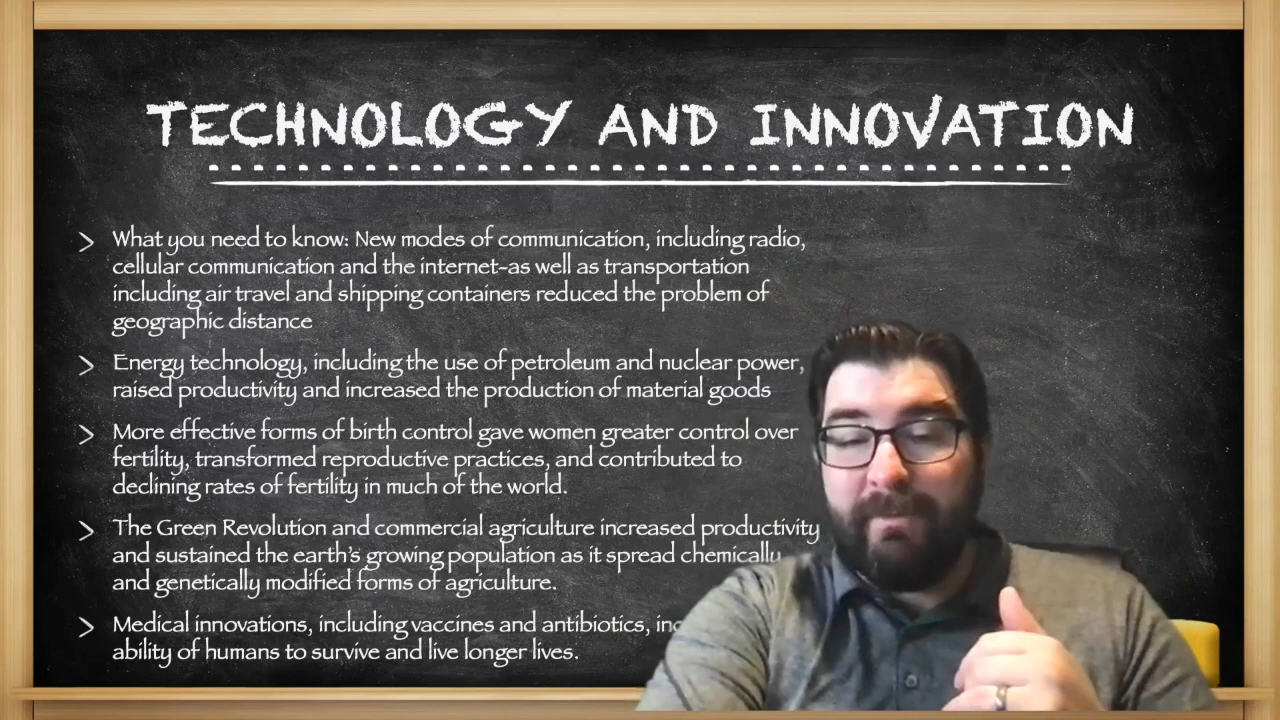 TECHNOLOGY AND INNOVATION
What you need to know: New modes of communication, including radio,
cellular communication and the internet-as well as transportation
including air travel and shipping containers reduced the problem of
geographic distance
Energy technology, including the use of petroleum and nuclear power,
raised productivity and increased the production of material goods
More effective forms of birth control gave women greater control over
fertility, transformed reproductive practices, and contributed to
declining rates of fertility in much of the world.
The Green Revolution and commercial agriculture increased productivity
and sustained the earth's growing population as it spread chemically
and genetically modified forms of agriculture.
Medical innovations, including vaccines and antibiotics,
ability of humans to survive and live longer lives.